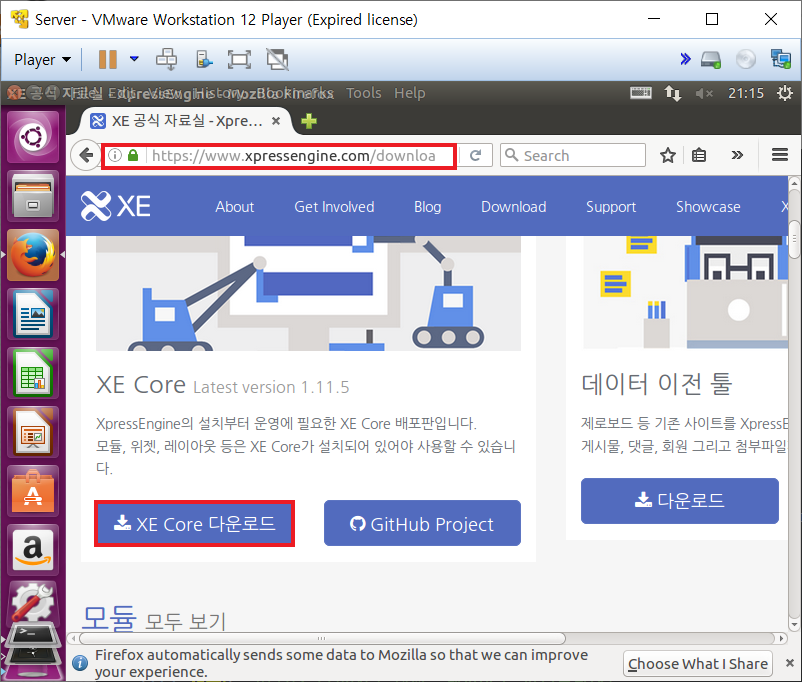 Server - VMware Workstation 12 Player (Expired license)
Player
XE 공식 자료실 - XpressEngine - Mozilla Firefox
File Edit View History Bookmarks Tools Help
21:15
XE 공식 자료실 - Xpre...
https://www.xpressengine.com/downloa
Search
XE
About Get Involved Blog Download Support Showcase X
XE Core Latest version 1.11.5
XpressEngine의 설치부터 운영에 필요한 XE Core 배포판입니다.
모듈, 위젯, 레이아웃 등은 XE Core가 설치되어 있어야 사용할 수 있습니
다.
XE Core 다운로드
GitHub Project
데이터 이전 툴
제로보드 등 기존 사이트를 XpressE
게시물, 댓글, 회원 그리고 첨부파일
다운로드
모듈 모두 보기
Firefox automatically sends some data to Mozilla so that we can improve
your experience.
Choose What I Share